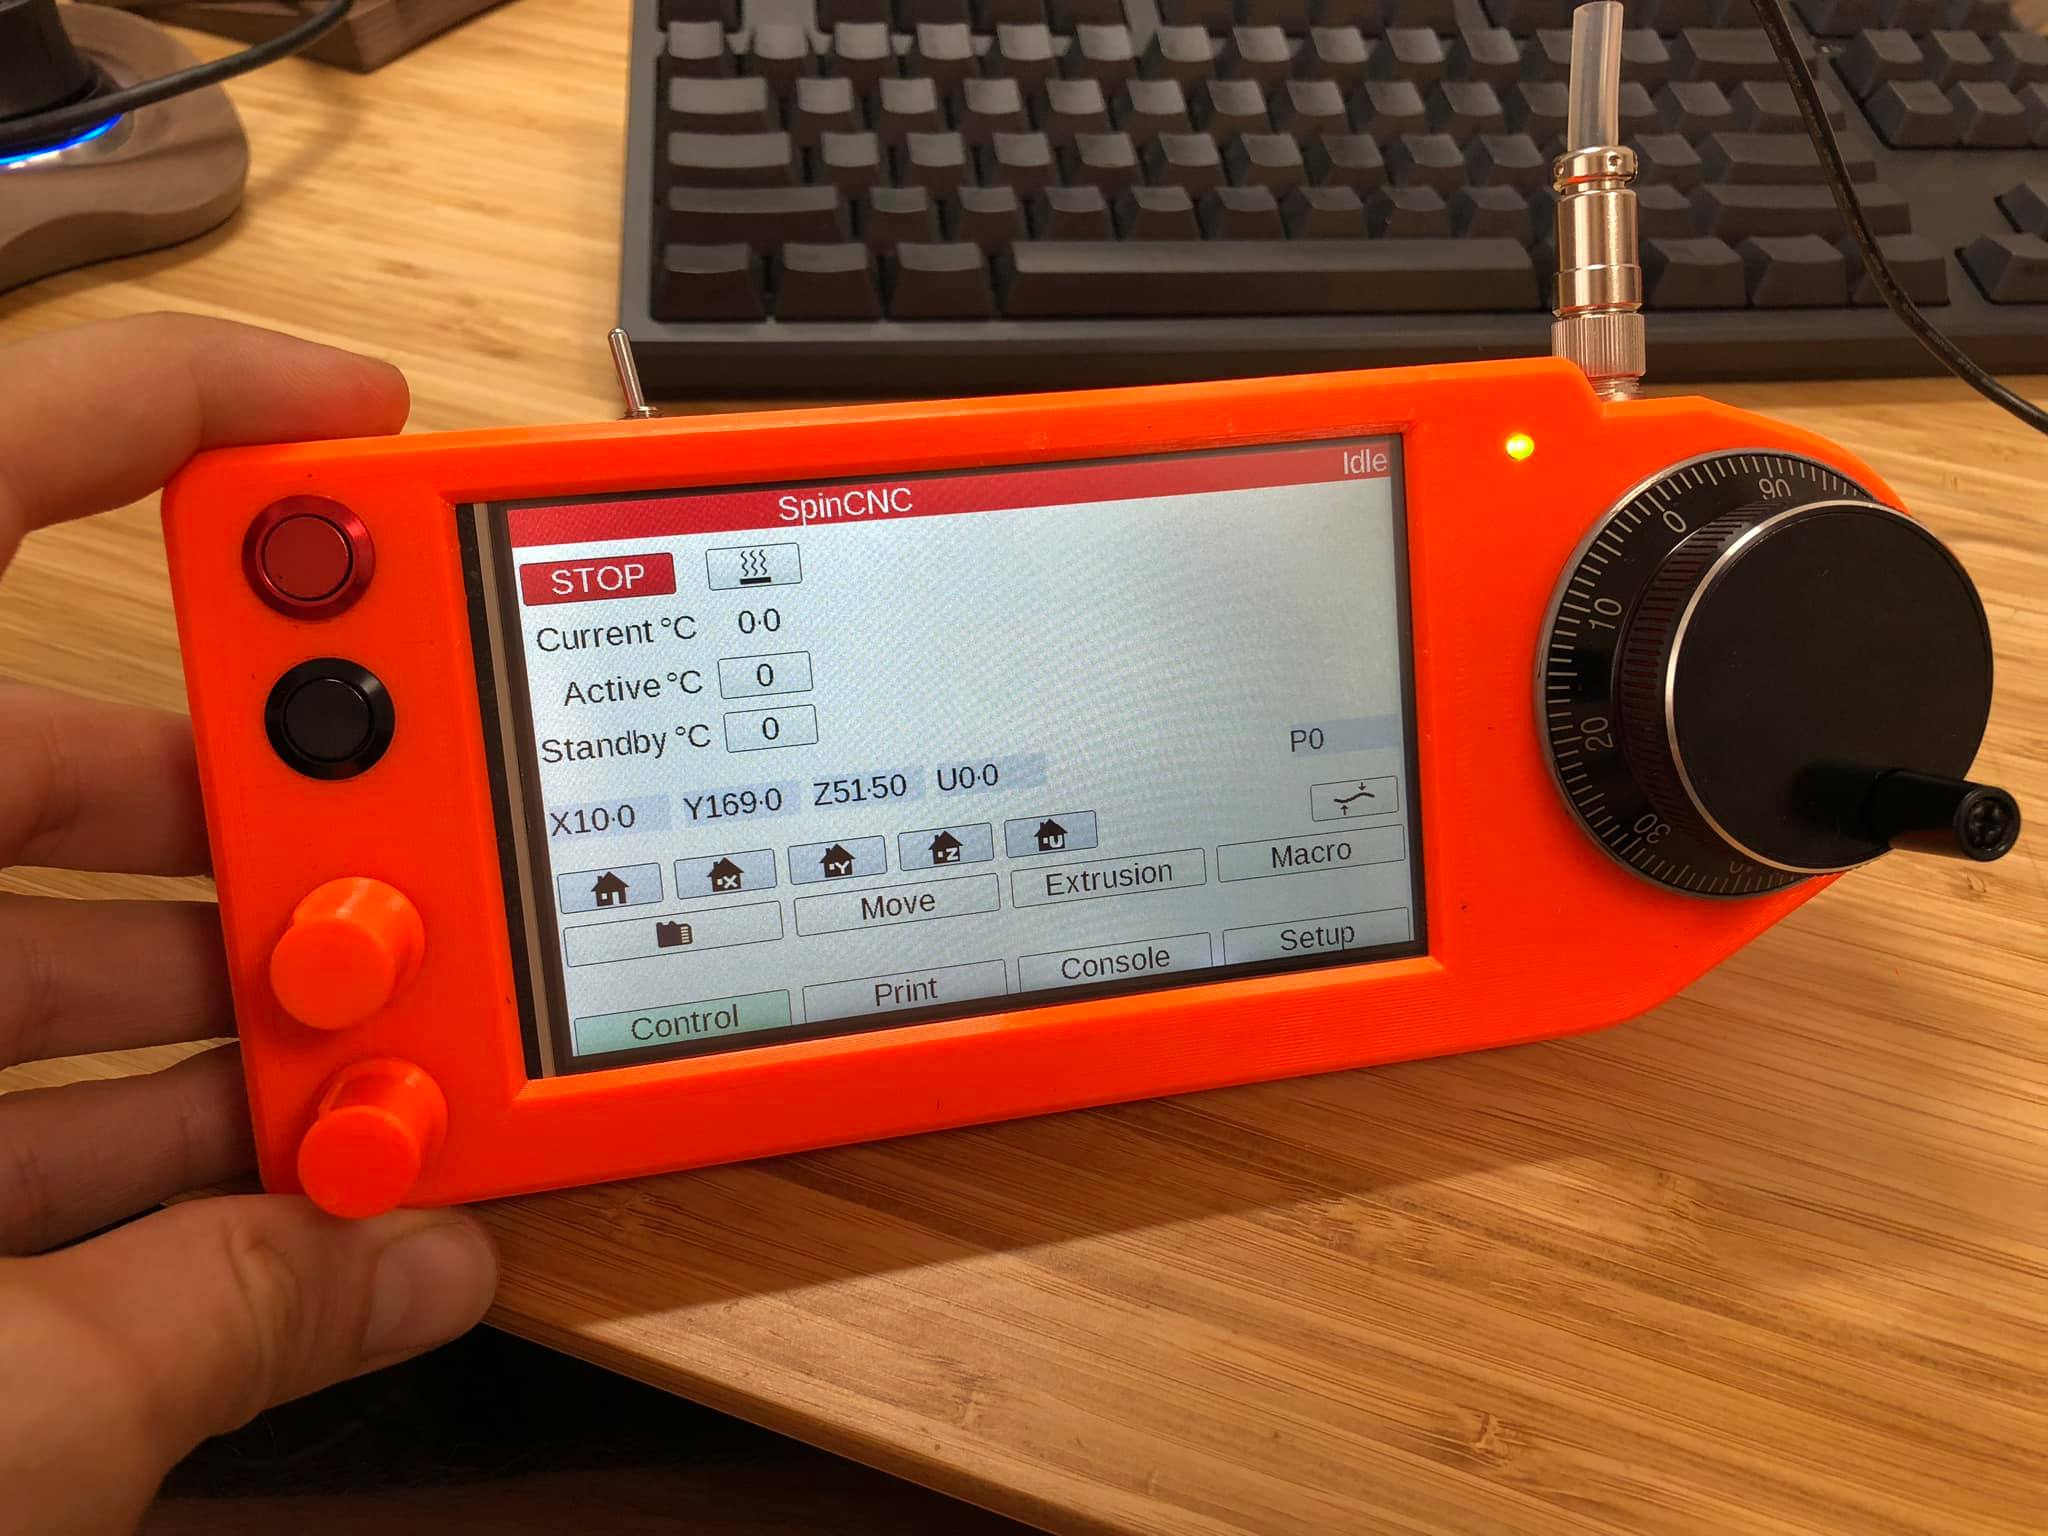 Idle
SpinCNC
STOP
Current °C 0.0
Active °C 0
Standby °C 0
X10.0 Y169.0 Z51.50 U0.0 P0
X Y Z U
Move Extrusion Macro
Control Print Console Setup
90
0
10
20
30
40